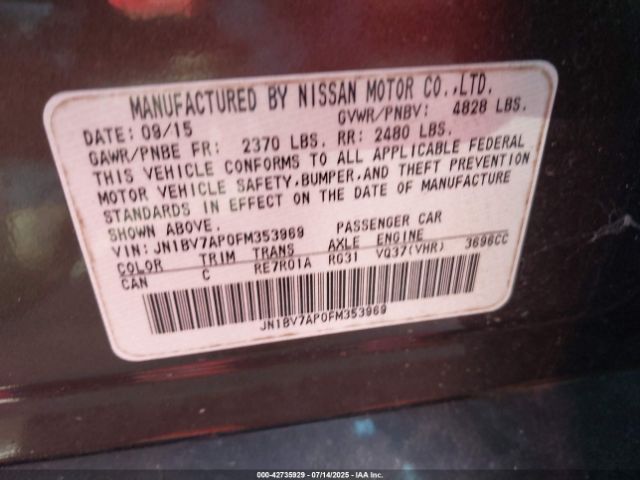 MANUFACTURED BY NISSAN MOTOR CO.,LTD.
DATE: 09/15 GVWR/PNBV: 4828 LBS.
GAWR/PNBE FR: 2370 LBS. RR: 2480 LBS.
THIS VEHICLE CONFORMS TO ALL APPLICABLE FEDERAL
MOTOR VEHICLE SAFETY,BUMPER,AND THEFT PREVENTION
STANDARDS IN EFFECT ON THE DATE OF MANUFACTURE
SHOWN ABOVE.
VIN: JN1BV7AP0FM353969 PASSENGER CAR
COLOR TRIM TRANS AXLE ENGINE
CAN C RE7R01A RG31 VQ37(VHR) 3696CC
JN1BV7AP0FM353969
000-42735929 | 07/14/2025 | IAA Inc.